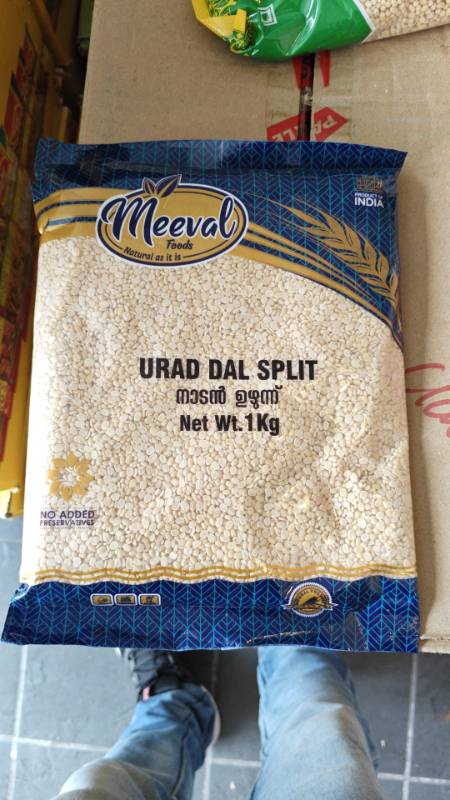 PRODUCT OF
INDIA
Meeval
Foods
Natural as it is
URAD DAL SPLIT
നാടൻ ഉഴുന്ന്
Net Wt.1Kg
NO ADDED
PRESERVATIVES